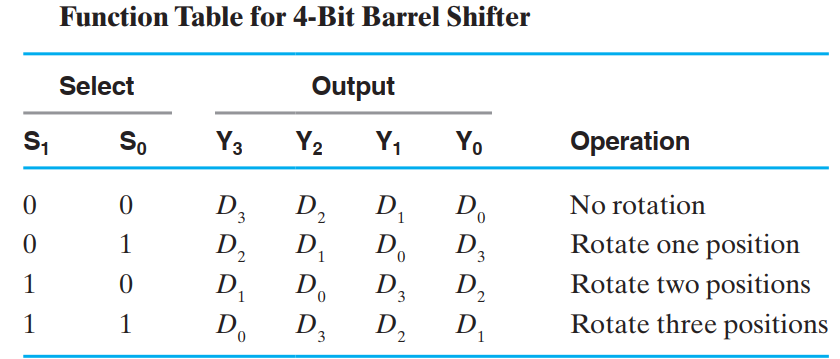 Function Table for 4-Bit Barrel Shifter
Select Output
S₁ S₀ Y₃ Y₂ Y₁ Y₀ Operation
0 0 D₃ D₂ D₁ D₀ No rotation
0 1 D₂ D₁ D₀ D₃ Rotate one position
1 0 D₁ D₀ D₃ D₂ Rotate two positions
1 1 D₀ D₃ D₂ D₁ Rotate three positions